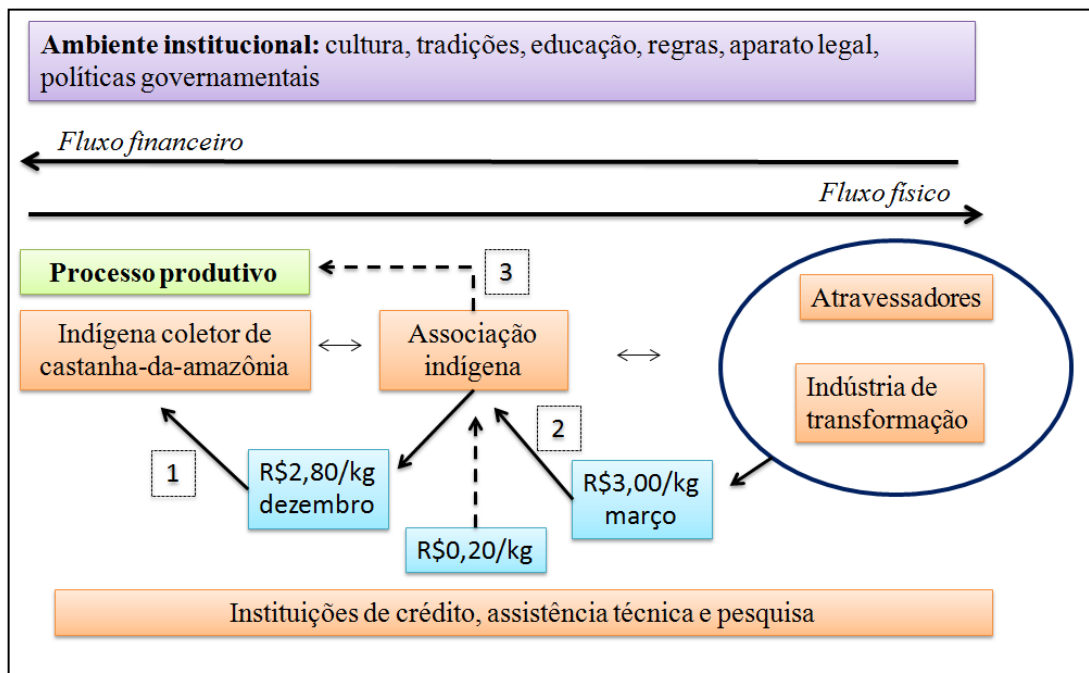 Ambiente institucional: cultura, tradições, educação, regras, aparato legal,
políticas governamentais
Fluxo financeiro
Fluxo físico
Processo produtivo
3
Atravessadores
Indígena coletor de
castanha-da-amazônia
Associação
indígena
Indústria de
transformação
1
R$2,80/kg
dezembro
2
R$3,00/kg
março
R$0,20/kg
Instituições de crédito, assistência técnica e pesquisa